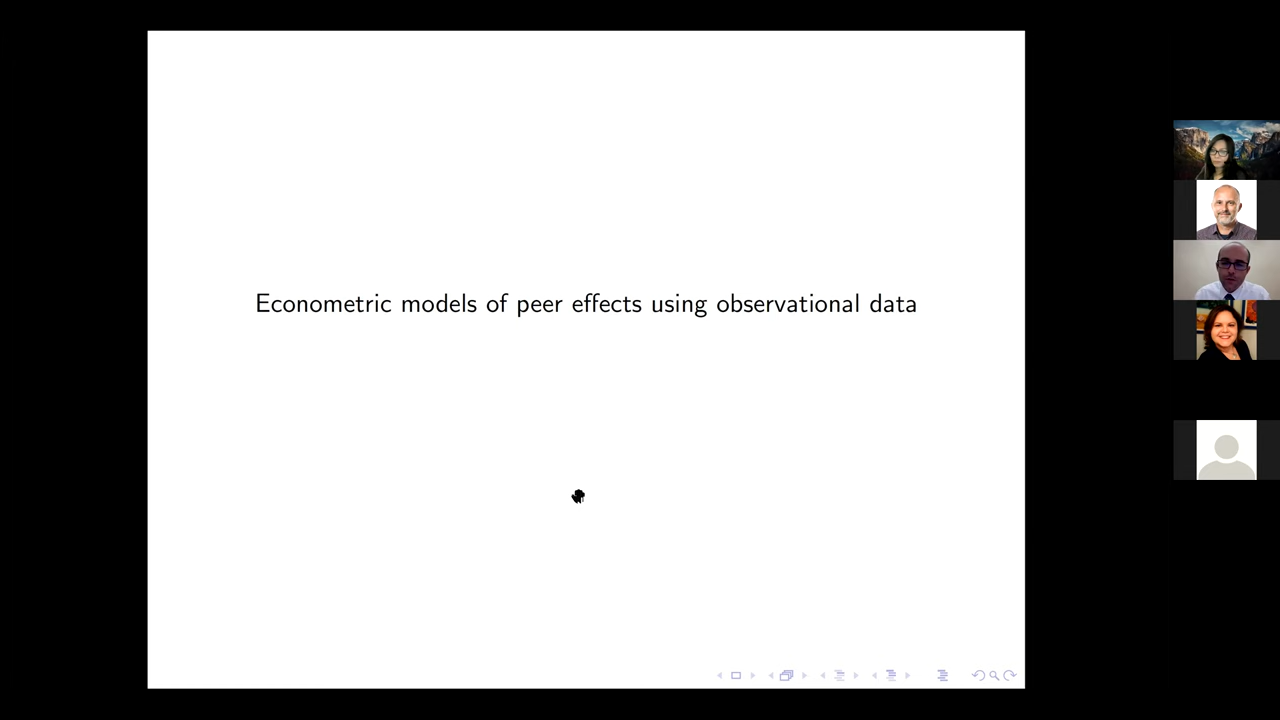 Econometric models of peer effects using observational data